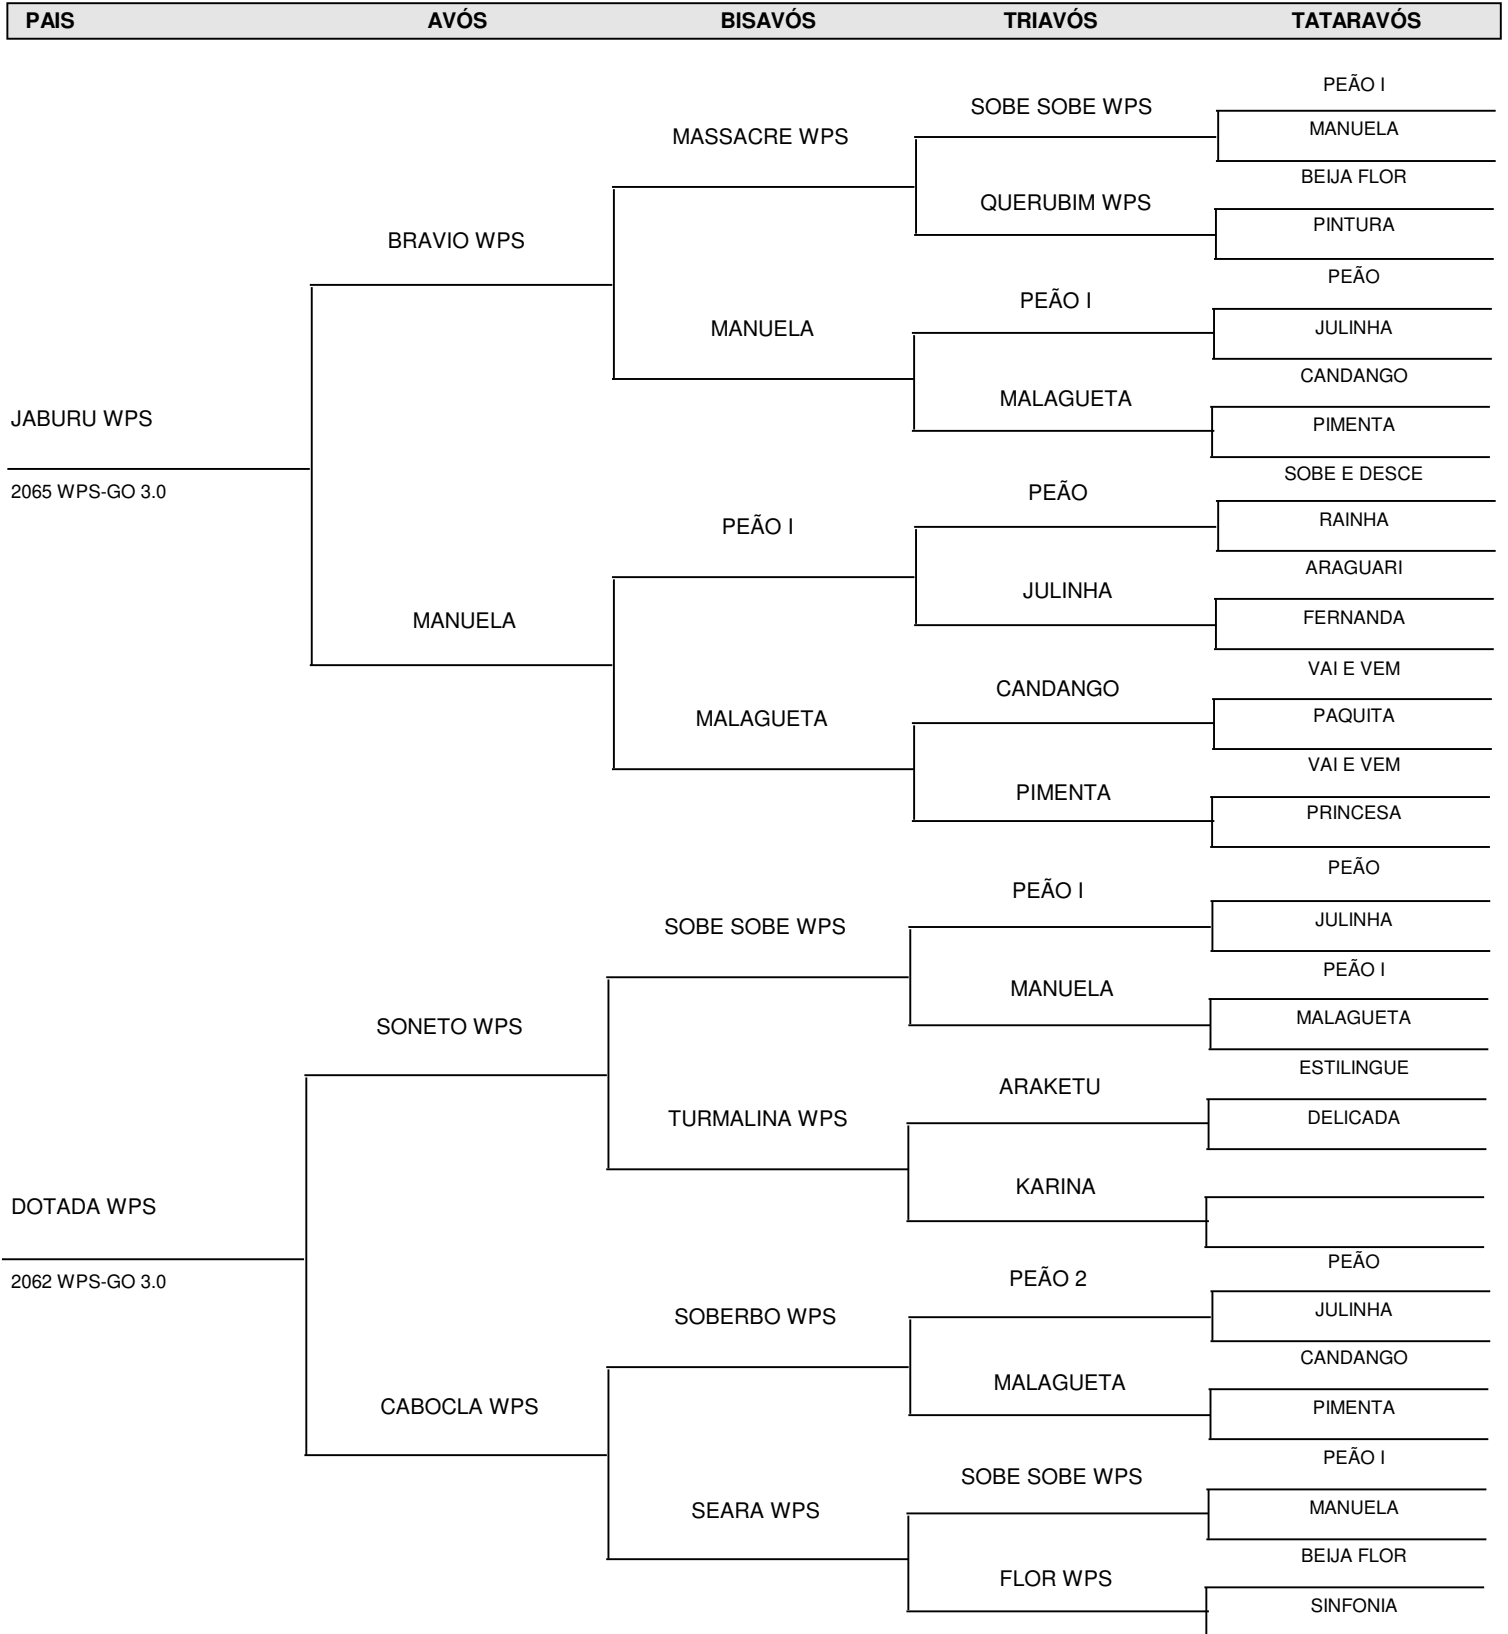 PAIS AVÓS BISAVÓS TRIAVÓS TATARAVÓS
PEÃO I
SOBE SOBE WPS
MANUELA
MASSACRE WPS
BEIJA FLOR
QUERUBIM WPS
PINTURA
BRAVIO WPS
PEÃO
PEÃO I
JULINHA
MANUELA
CANDANGO
MALAGUETA
PIMENTA
JABURU WPS
SOBE E DESCE
2065 WPS-GO 3.0
PEÃO
RAINHA
PEÃO I
ARAGUARI
JULINHA
FERNANDA
MANUELA
VAI E VEM
CANDANGO
PAQUITA
MALAGUETA
VAI E VEM
PIMENTA
PRINCESA
PEÃO
PEÃO I
JULINHA
SOBE SOBE WPS
PEÃO I
MANUELA
MALAGUETA
SONETO WPS
ESTILINGUE
ARAKETU
DELICADA
TURMALINA WPS
KARINA
DOTADA WPS
PEÃO
2062 WPS-GO 3.0
PEÃO 2
JULINHA
SOBERBO WPS
CANDANGO
MALAGUETA
PIMENTA
CABOCLA WPS
PEÃO I
SOBE SOBE WPS
MANUELA
SEARA WPS
BEIJA FLOR
FLOR WPS
SINFONIA